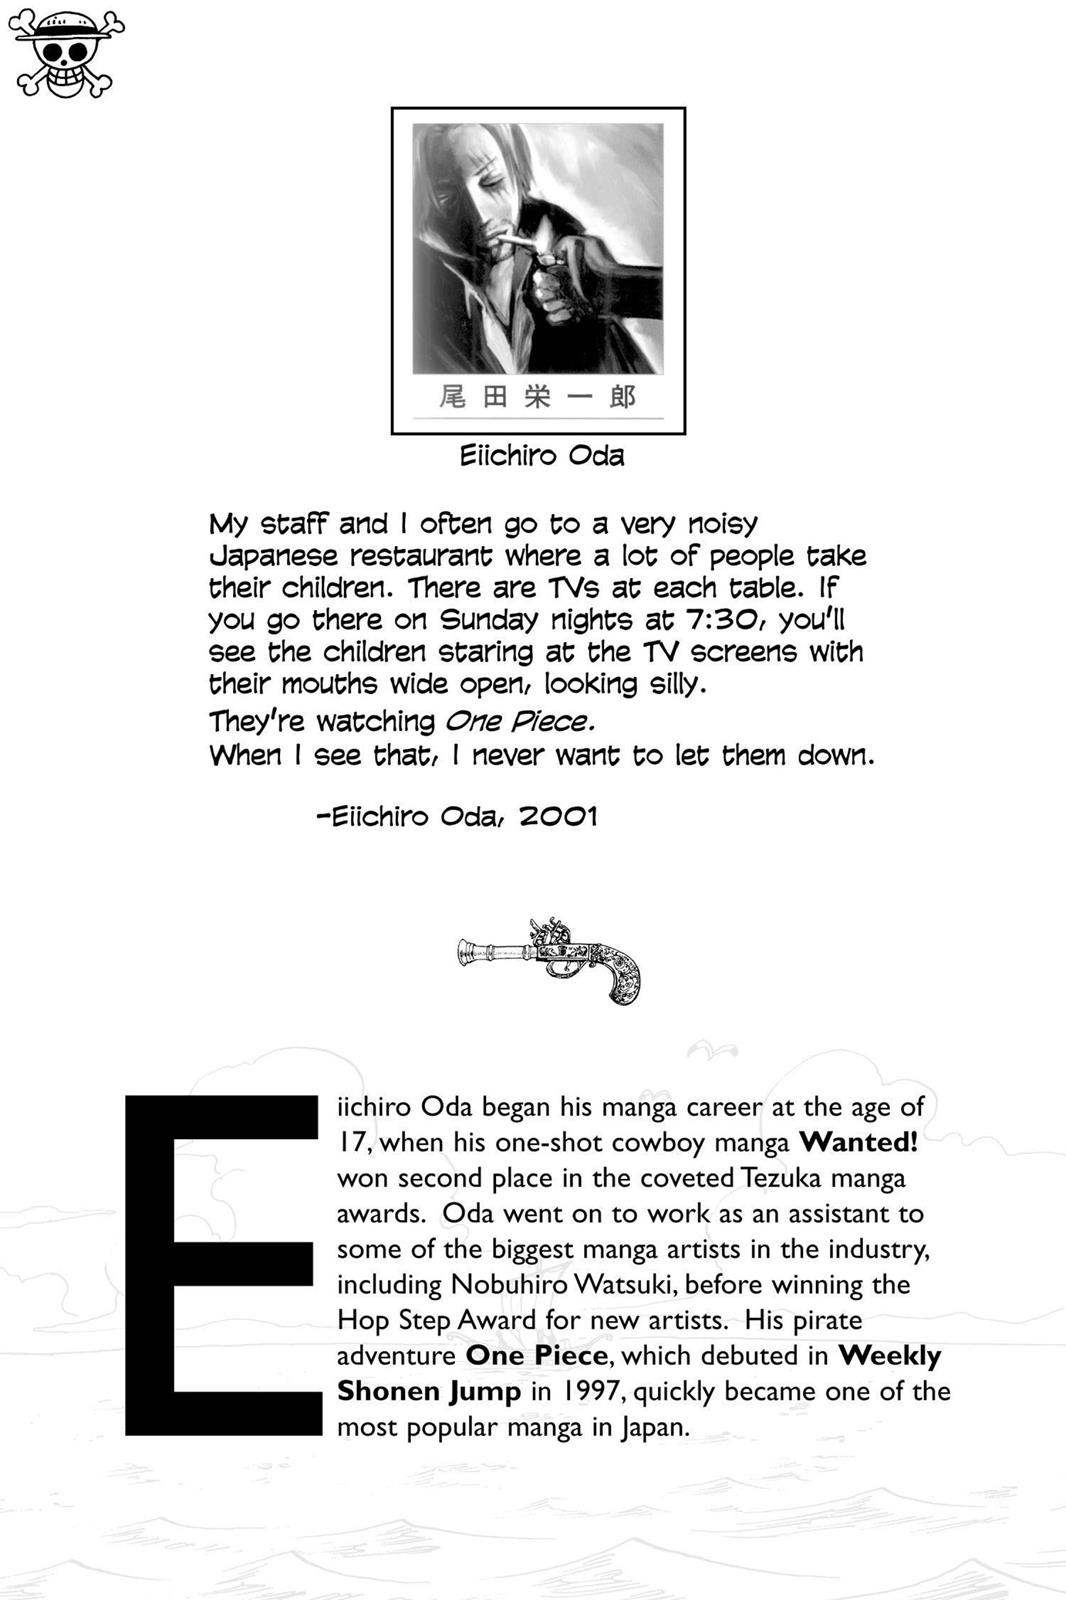 尾田栄一郎
Eiichiro Oda
My staff and I often go to a very noisy
Japanese restaurant where a lot of people take
their children. There are TVs at each table. If
you go there on Sunday nights at 7:30, you'll
see the children staring at the TV screens with
their mouths wide open, looking silly.
They're watching One Piece.
When I see that, I never want to let them down.
-Eiichiro Oda, 2001
Eiichiro Oda began his manga career at the age of
17, when his one-shot cowboy manga Wanted!
won second place in the coveted Tezuka manga
awards. Oda went on to work as an assistant to
some of the biggest manga artists in the industry,
including Nobuhiro Watsuki, before winning the
Hop Step Award for new artists. His pirate
adventure One Piece, which debuted in Weekly
Shonen Jump in 1997, quickly became one of the
most popular manga in Japan.